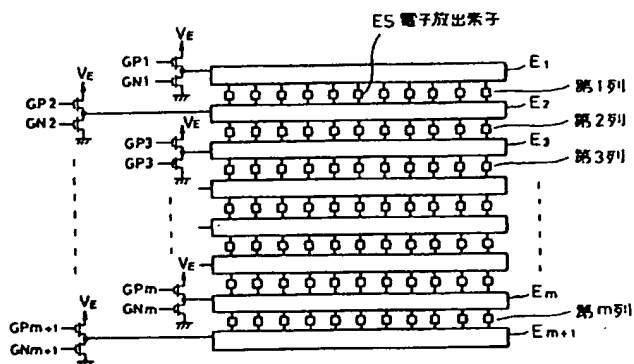 ES 電子放出素子
VE
GP1
GN1
E1
第1列
VE
GP2
GN2
E2
第2列
VE
GP3
GP3
E3
第3列
VE
GPm
GNm
Em
第m列
VE
GPm+1
GNm+1
Em+1